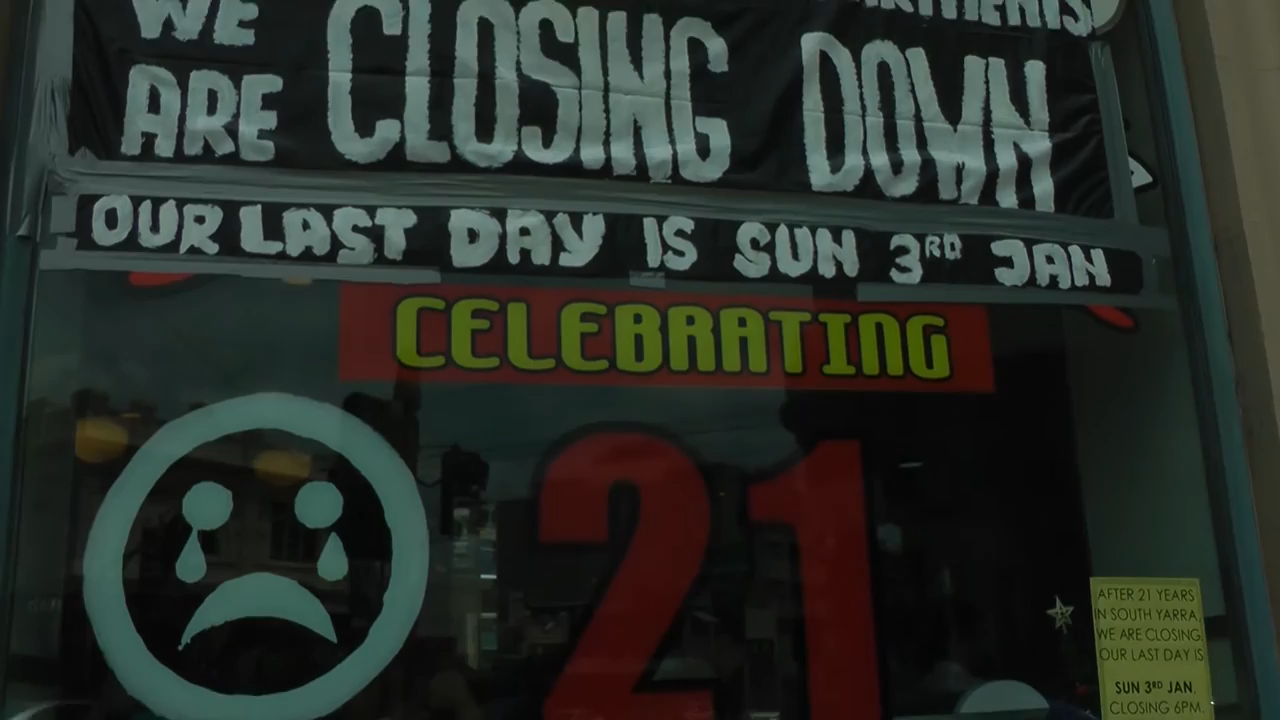 WE
ARE CLOSING DOWN
OUR LAST DAY IS SUN 3RD JAN
CELEBRATING
21
AFTER 21 YEARS
IN SOUTH YARRA
WE ARE CLOSING
OUR LAST DAY IS
SUN 3RD JAN.
CLOSING 6PM.